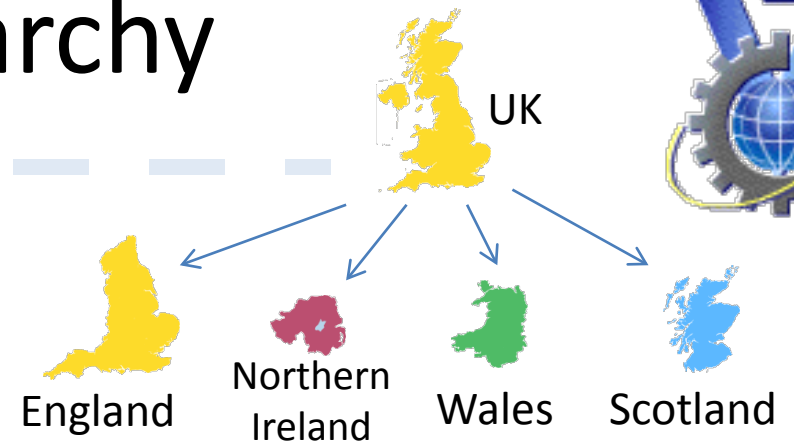 archy
UK
England
Northern
Ireland
Wales
Scotland